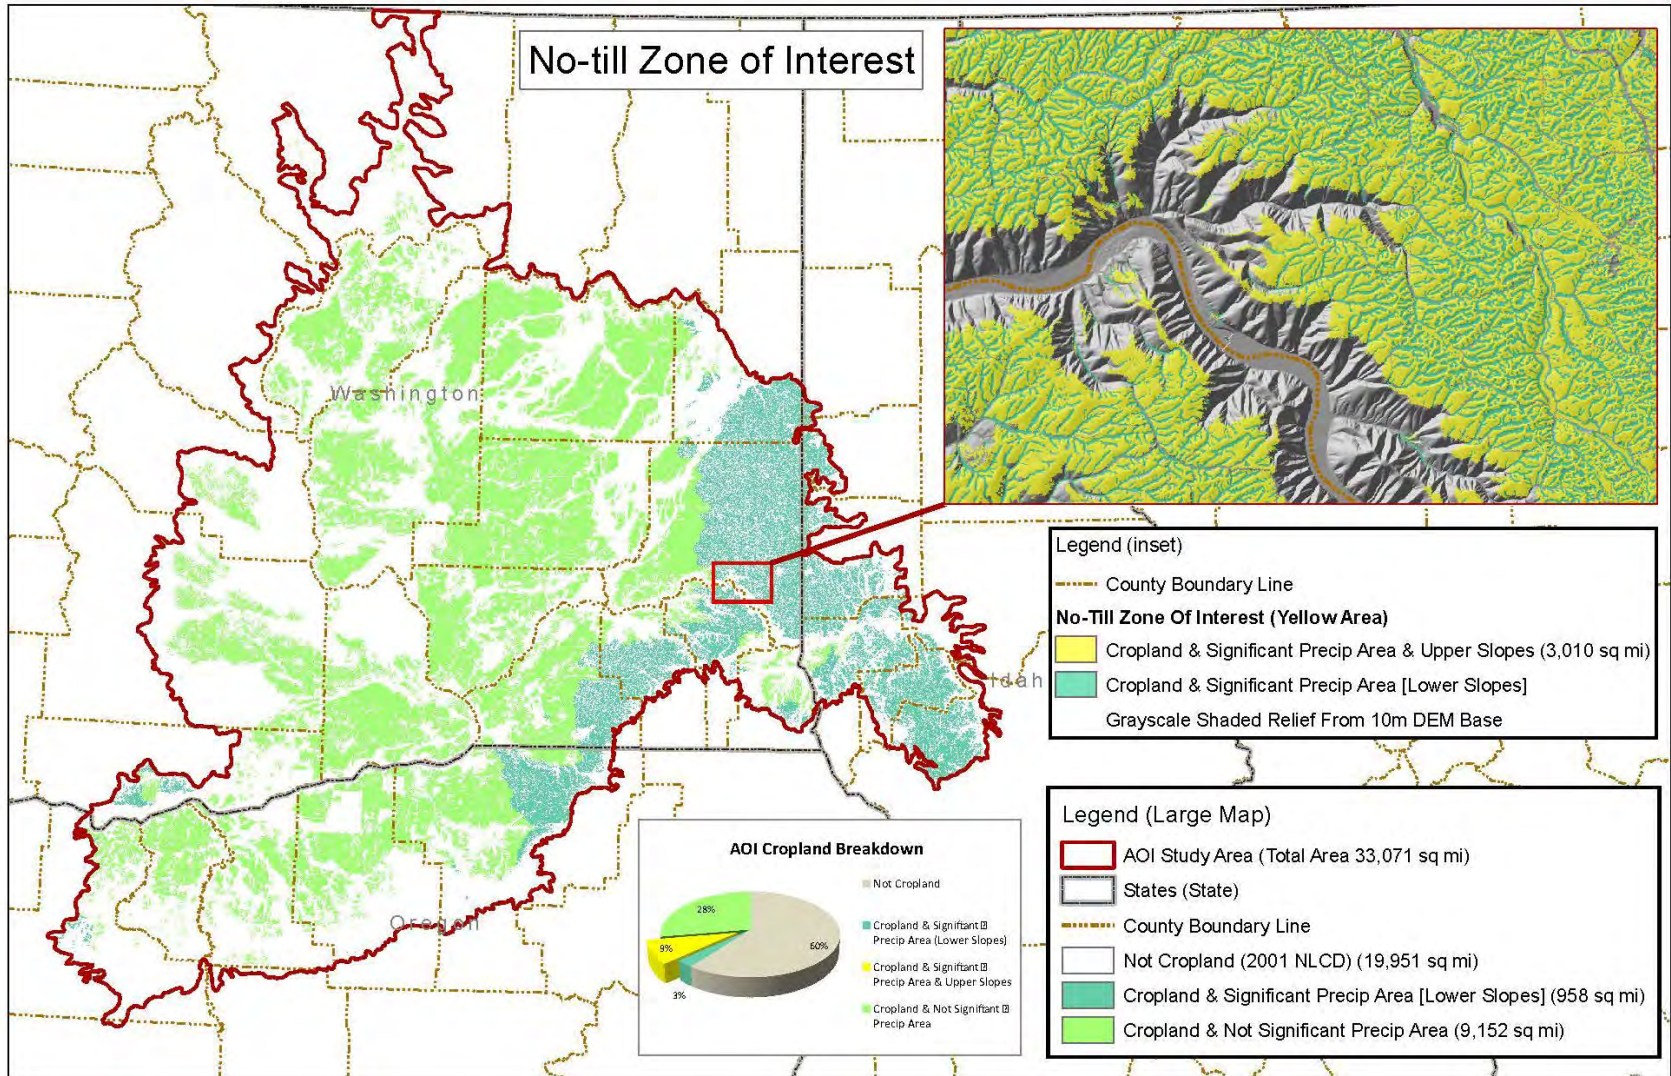 No-till Zone of Interest
Washington
Idah
Oregon
Legend (inset)
County Boundary Line
No-Till Zone Of Interest (Yellow Area)
Cropland & Significant Precip Area & Upper Slopes (3,010 sq mi)
Cropland & Significant Precip Area [Lower Slopes]
Grayscale Shaded Relief From 10m DEM Base
Legend (Large Map)
AOI Study Area (Total Area 33,071 sq mi)
States (State)
County Boundary Line
Not Cropland (2001 NLCD) (19,951 sq mi)
Cropland & Significant Precip Area [Lower Slopes] (958 sq mi)
Cropland & Not Significant Precip Area (9,152 sq mi)
AOI Cropland Breakdown
28%
9%
3%
60%
Not Cropland
Cropland & Signiftant
Precip Area (Lower Slopes)
Cropland & Signiftant
Precip Area & Upper Slopes
Cropland & Not Signiftant
Precip Area